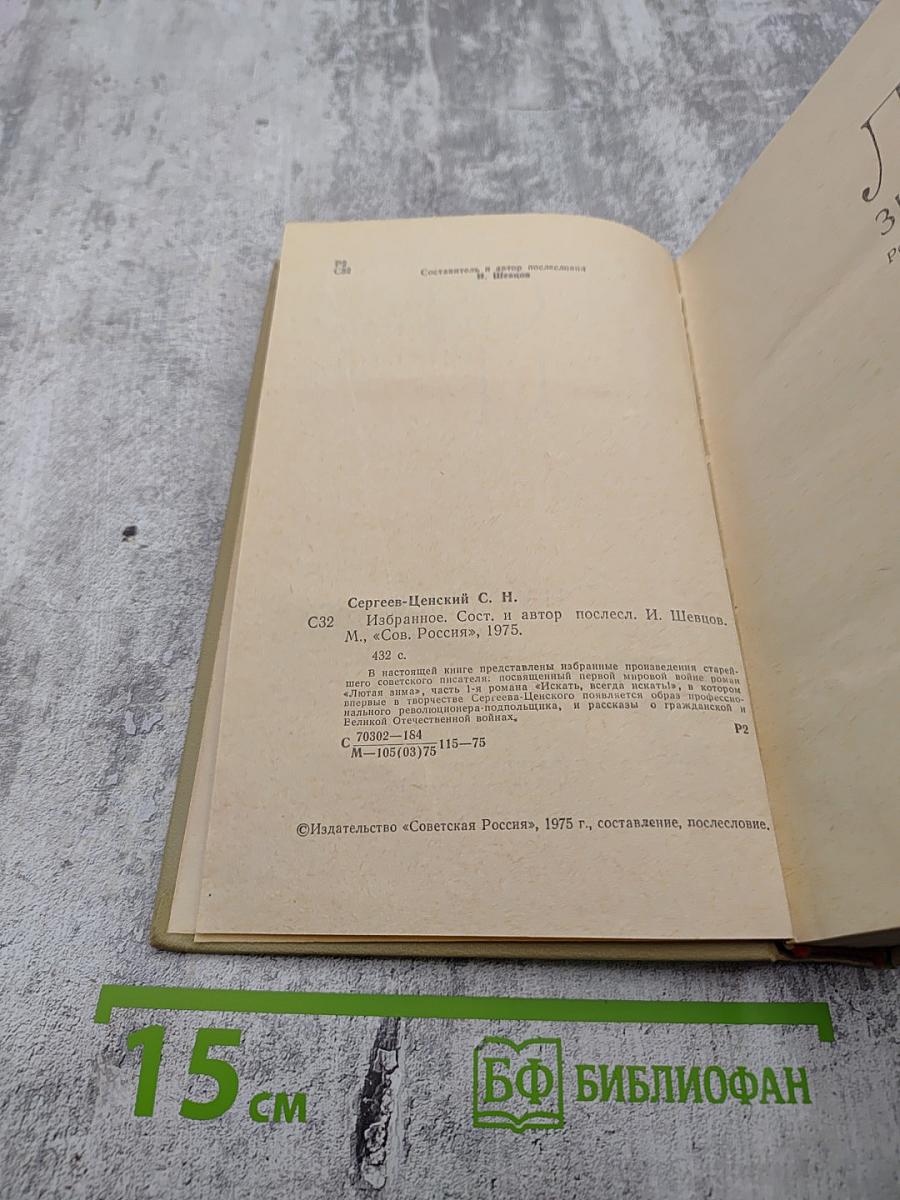 Р2
С32
Составитель и автор послесловия
И. Шевцов
Сергеев-Ценский С. Н.
С32 Избранное. Сост. и автор послесл. И. Шевцов.
М., «Сов. Россия», 1975.
432 с.
В настоящей книге представлены избранные произведения старей-
шего советского писателя: посвященный первой мировой войне роман
«Лютая зима», часть 1-я романа «Искать, всегда искать!», в котором
впервые в творчестве Сергеева-Ценского появляется образ профессио-
нального революционера-подпольщика, и рассказы о гражданской и
Великой Отечественной войнах.
С 70302—184
М—105(03)75 115—75
Р2
©Издательство «Советская Россия», 1975 г., составление, послесловие.
15 см
БФ БИБЛИОФАН